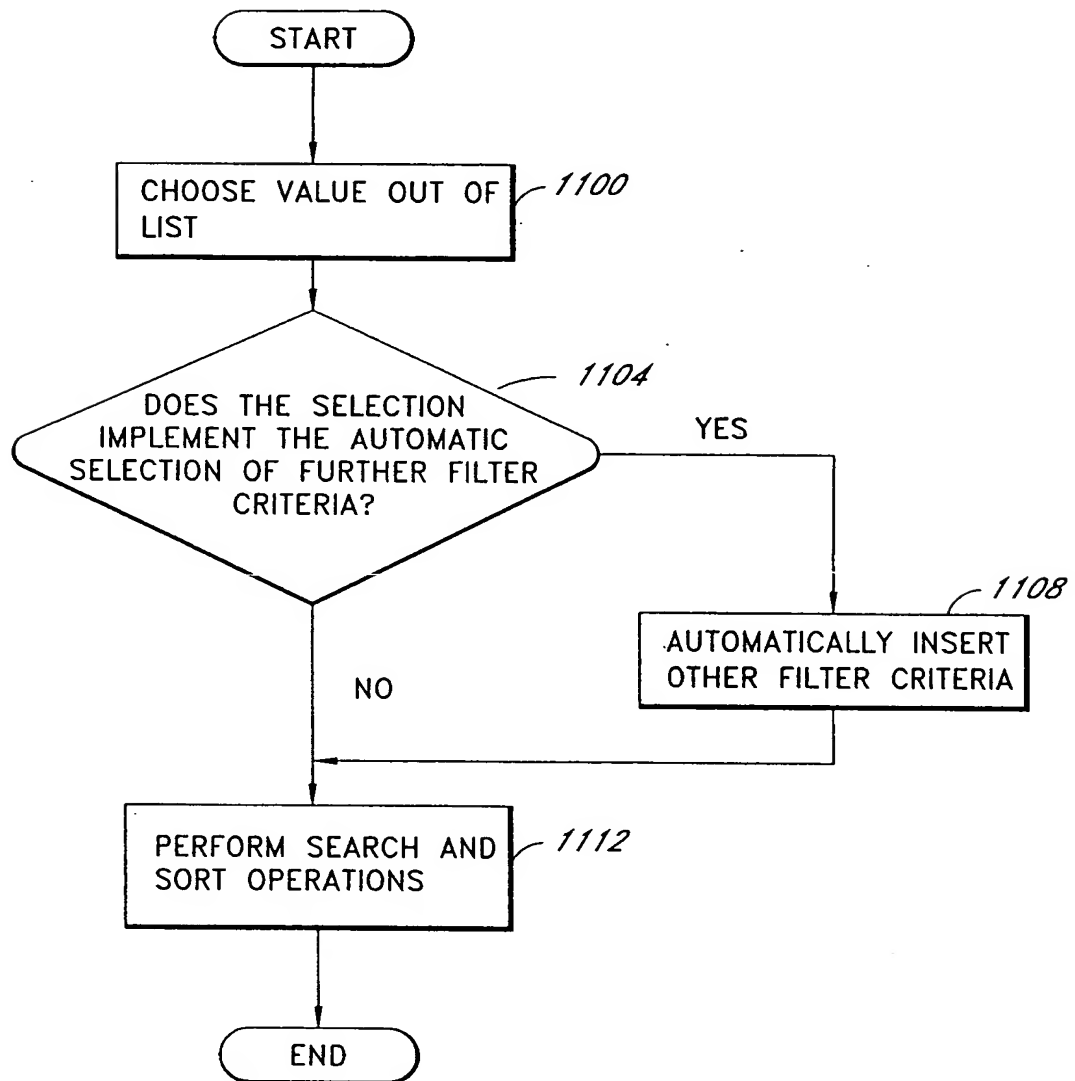 START
CHOOSE VALUE OUT OF
LIST
1100
1104
DOES THE SELECTION
IMPLEMENT THE AUTOMATIC
SELECTION OF FURTHER FILTER
CRITERIA?
YES
1108
AUTOMATICALLY INSERT
OTHER FILTER CRITERIA
NO
PERFORM SEARCH AND
SORT OPERATIONS
1112
END